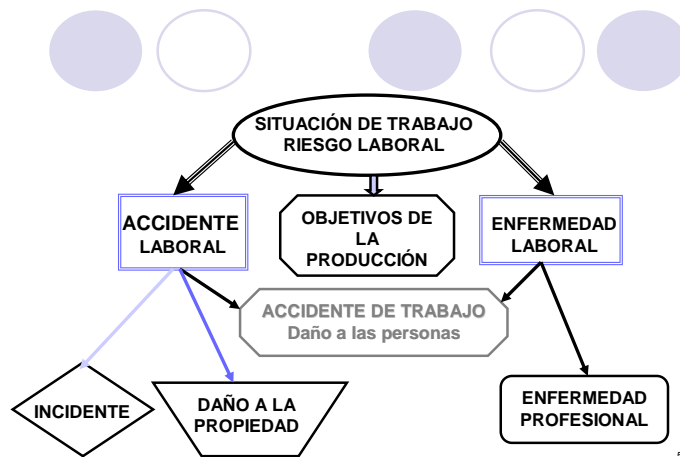 SITUACIÓN DE TRABAJO
RIESGO LABORAL
ACCIDENTE
LABORAL
OBJETIVOS DE
LA
PRODUCCIÓN
ENFERMEDAD
LABORAL
ACCIDENTE DE TRABAJO
Daño a las personas
INCIDENTE
DAÑO A LA
PROPIEDAD
ENFERMEDAD
PROFESIONAL